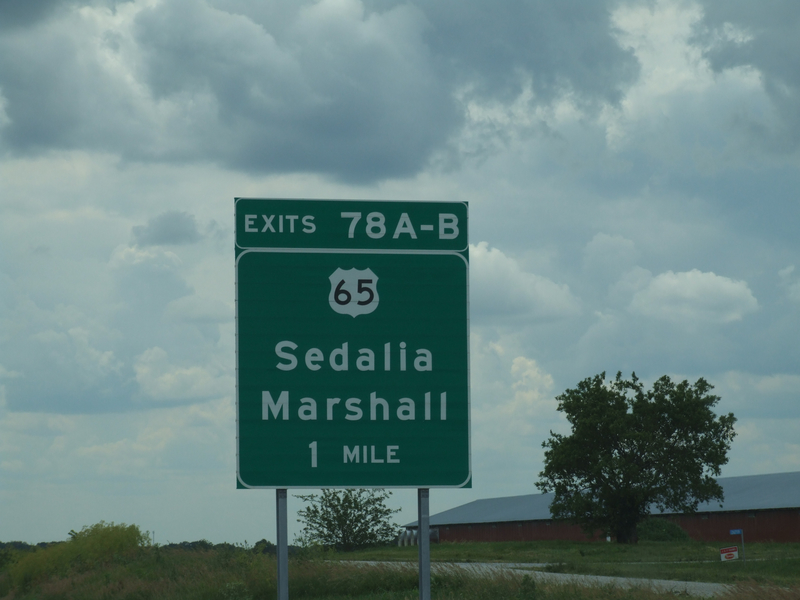 EXITS 78A-B
65
Sedalia
Marshall
1 MILE